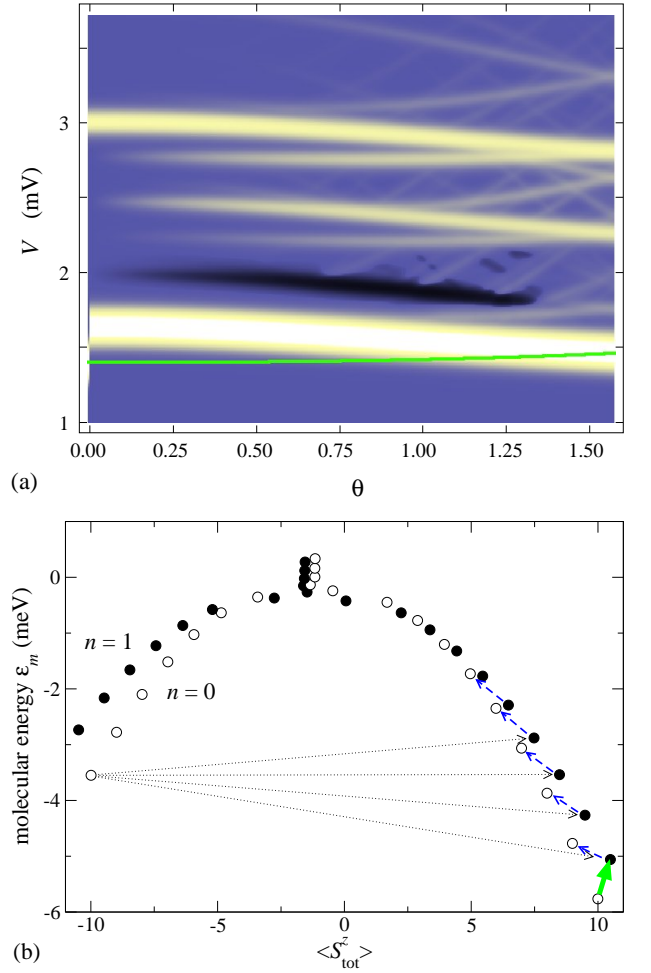 3
2
1
V (mV)
0.00 0.25 0.50 0.75 1.00 1.25 1.50
(a)
θ
0
-2
-4
-6
molecular energy ε_m (meV)
n = 1
n = 0
-10 -5 0 5 10
(b)
<S^z_tot>